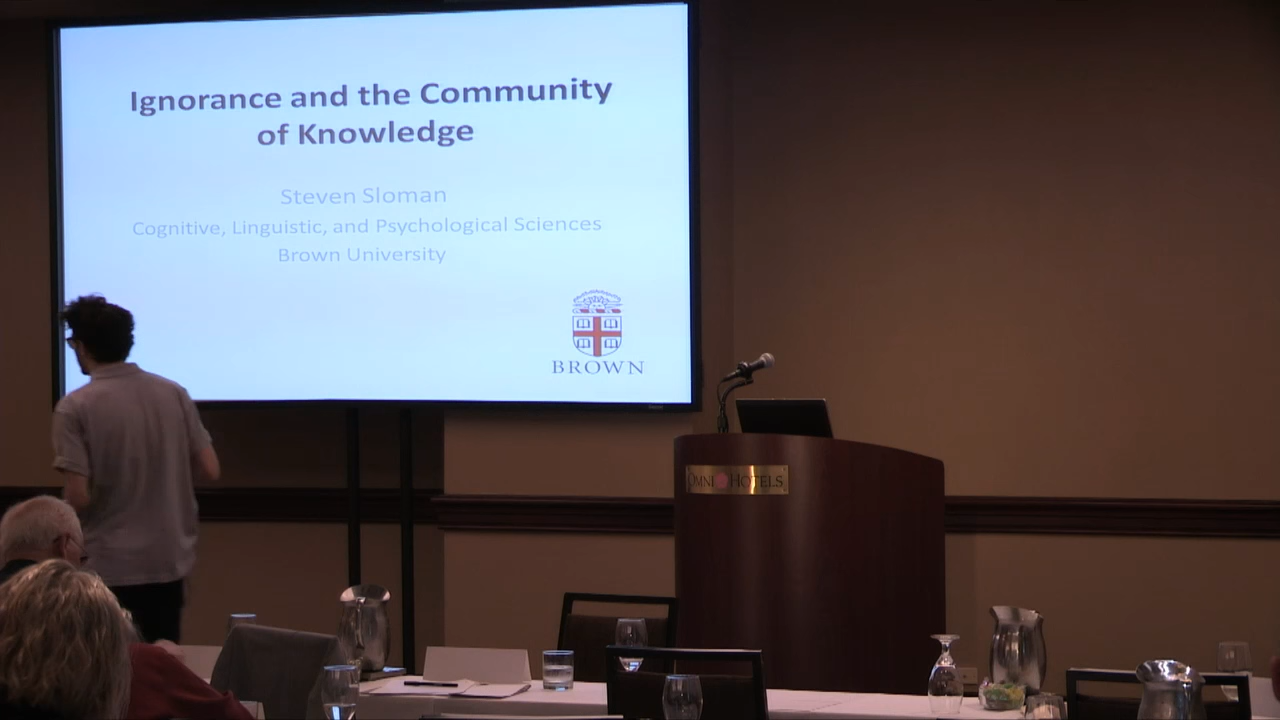 Ignorance and the Community
of Knowledge
Steven Sloman
Cognitive, Linguistic, and Psychological Sciences
Brown University
BROWN
OMNI HOTELS